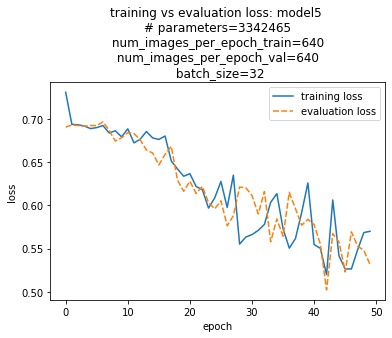 training vs evaluation loss: model5
# parameters=3342465
num_images_per_epoch_train=640
num_images_per_epoch_val=640
batch_size=32
training loss
evaluation loss
loss
0.70
0.65
0.60
0.55
0.50
0 10 20 30 40 50
epoch